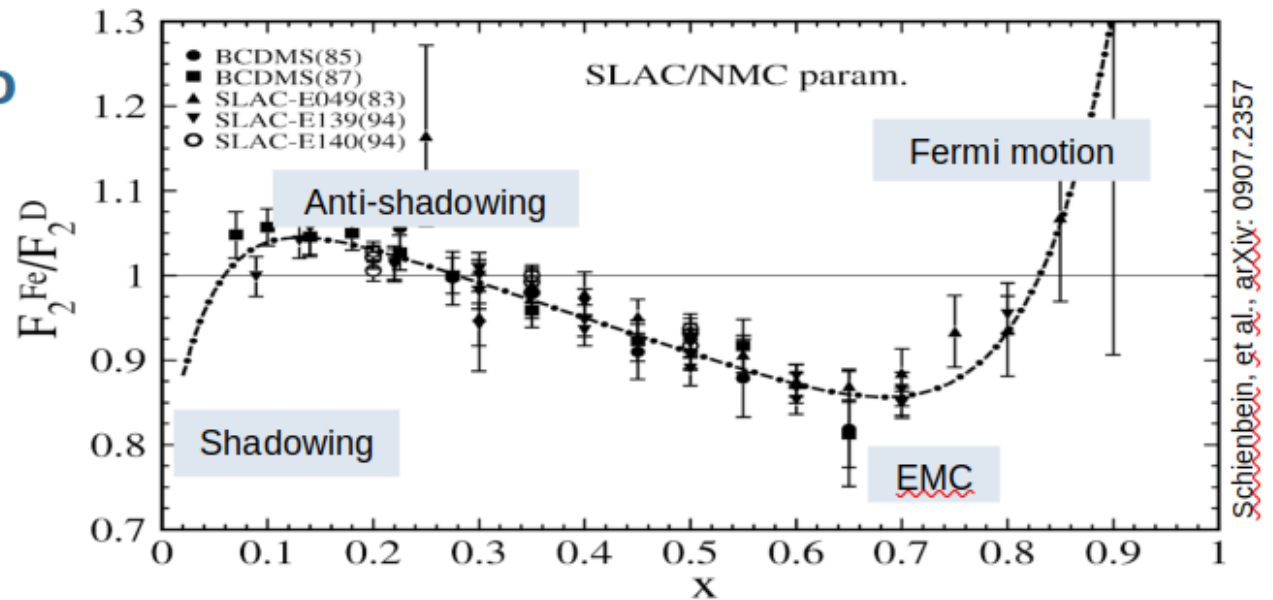 1.3
1.2
1.1
1
0.9
0.8
0.7
F₂ᶠᵉ/F₂ᴰ
BCDMS(85)
BCDMS(87)
SLAC-E049(83)
SLAC-E139(94)
SLAC-E140(94)
SLAC/NMC param.
Anti-shadowing
Fermi motion
Shadowing
EMC
0 0.1 0.2 0.3 0.4 0.5 0.6 0.7 0.8 0.9 1
x
Schienbein, et al., arXiv: 0907.2357